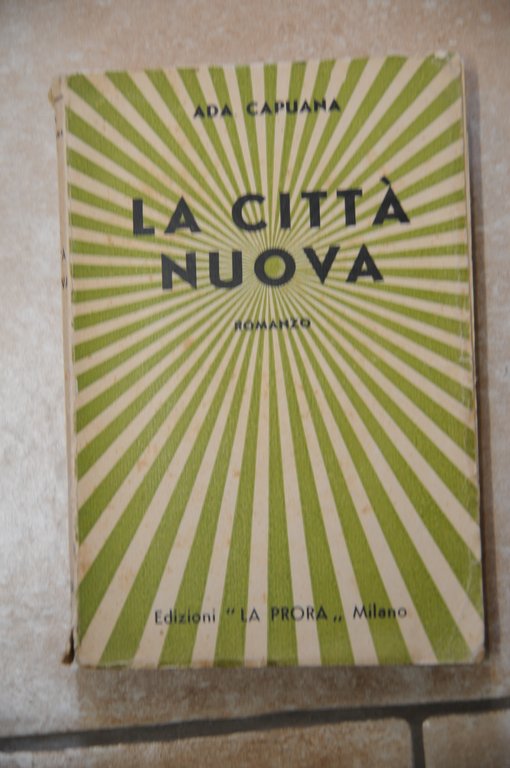 ADA CAPUANA
LA CITTÀ
NUOVA
ROMANZO
Edizioni " LA PRORA „ Milano